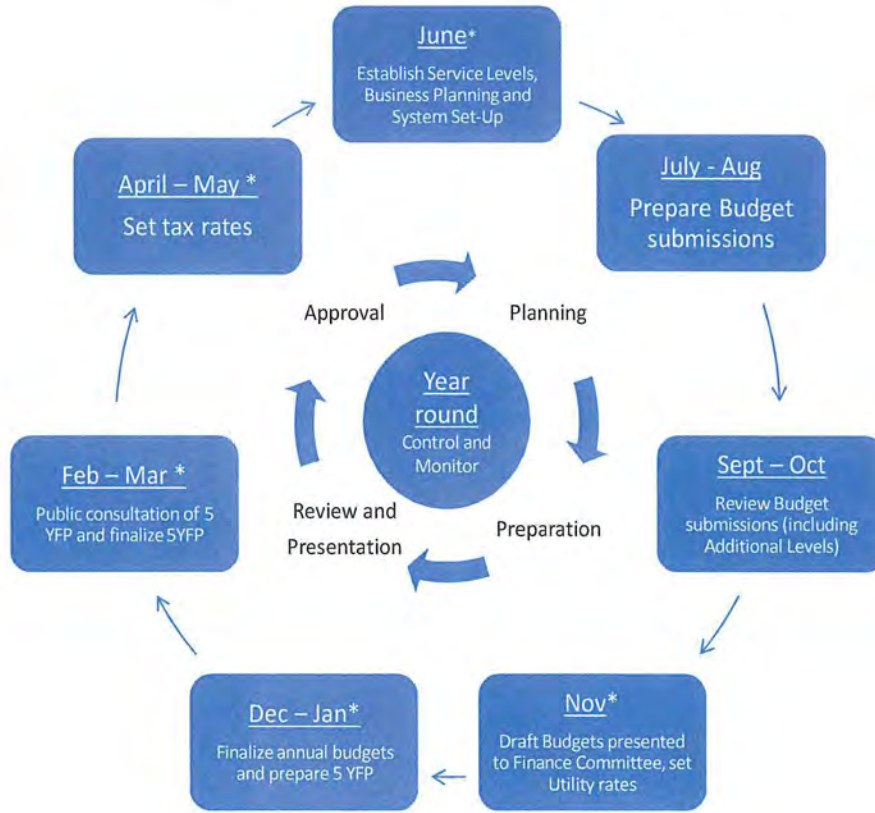 June*
Establish Service Levels,
Business Planning and
System Set-Up
July - Aug
Prepare Budget
submissions
Sept – Oct
Review Budget
submissions (including
Additional Levels)
Nov*
Draft Budgets presented
to Finance Committee, set
Utility rates
Dec – Jan*
Finalize annual budgets
and prepare 5 YFP
Feb – Mar *
Public consultation of 5
YFP and finalize 5YFP
April – May *
Set tax rates
Approval
Planning
Preparation
Review and
Presentation
Year
round
Control and
Monitor